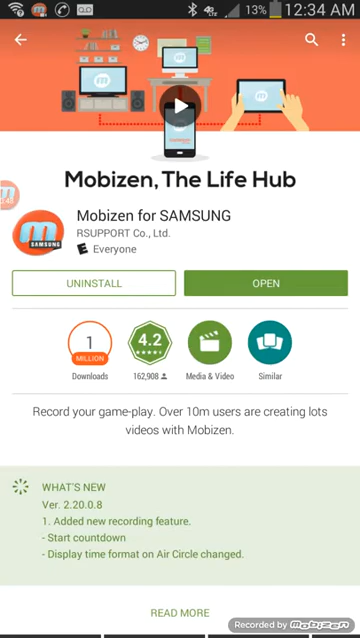 13% 12:34 AM
Mobizen, The Life Hub
Mobizen for SAMSUNG
RSUPPORT Co., Ltd.
E Everyone
m SAMSUNG
UNINSTALL
OPEN
1
MILLION
4.2
Downloads
162,908
Media & Video
Similar
Record your game-play. Over 10m users are creating lots
videos with Mobizen.
WHAT'S NEW
Ver. 2.20.0.8
1. Added new recording feature.
- Start countdown
- Display time format on Air Circle changed.
READ MORE
Recorded by mobizen